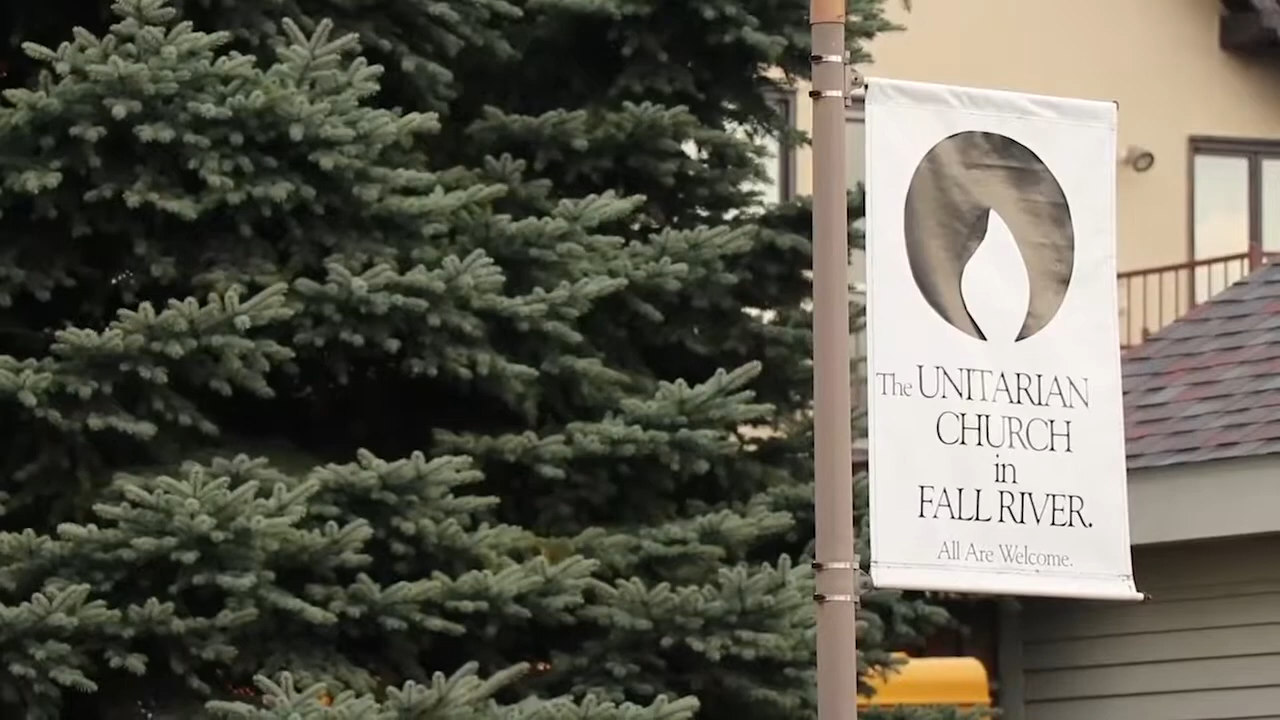 The UNITARIAN
CHURCH
in
FALL RIVER.
All Are Welcome.